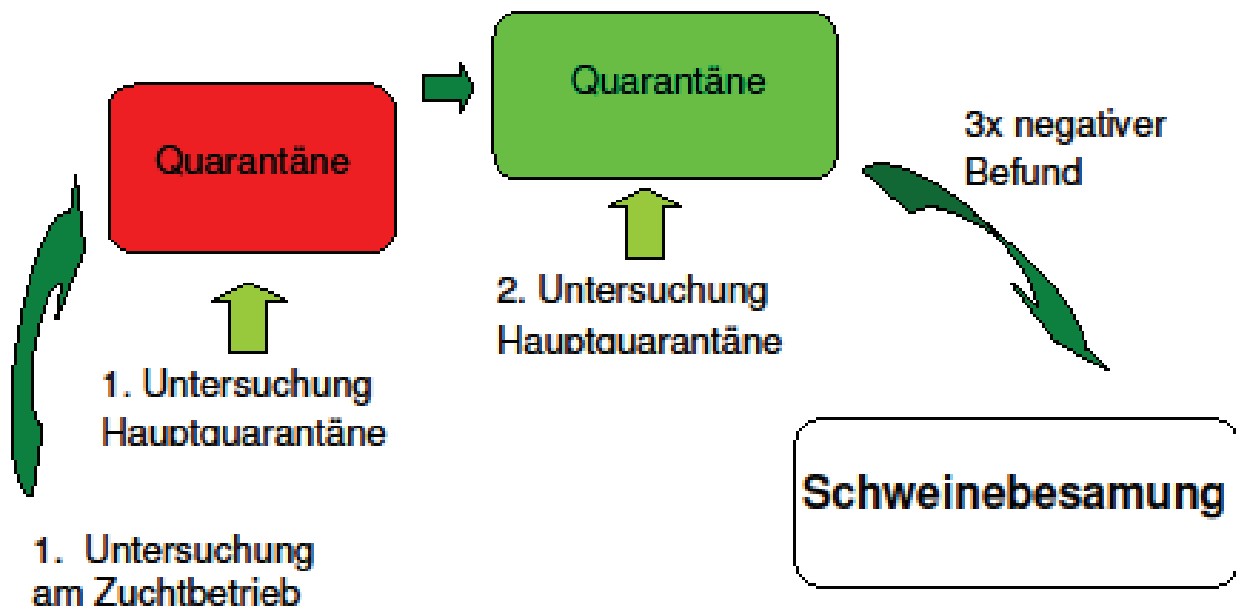 Quarantäne
Quarantäne
3x negativer
Befund
2. Untersuchung
Hauptquarantäne
1. Untersuchung
Hauptquarantäne
Schweinebesamung
1. Untersuchung
am Zuchtbetrieb